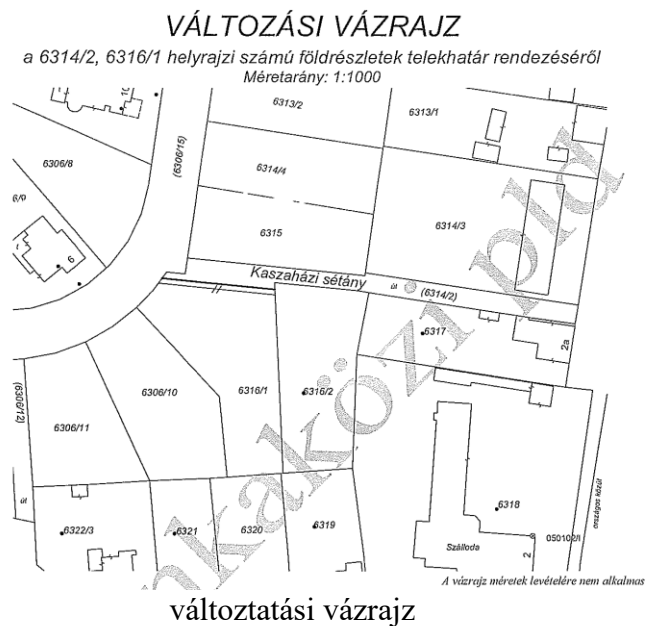 VÁLTOZÁSI VÁZRAJZ
a 6314/2, 6316/1 helyrajzi számú földrészletek telekhatár rendezéséről
Méretarány: 1:1000
6313/2
6313/1
6306/8
(6306/15)
6314/4
6315
6314/3
6
Kaszaházi sétány
út
(6314/2)
6317
2a
(6306/12)
6306/10
6316/1
6316/2
6306/11
út
6318
országos közút
6322/3
6321
6320
6319
Szálloda
2
050102/I
A vázrajz méretek levételére nem alkalmas
változtatási vázrajz